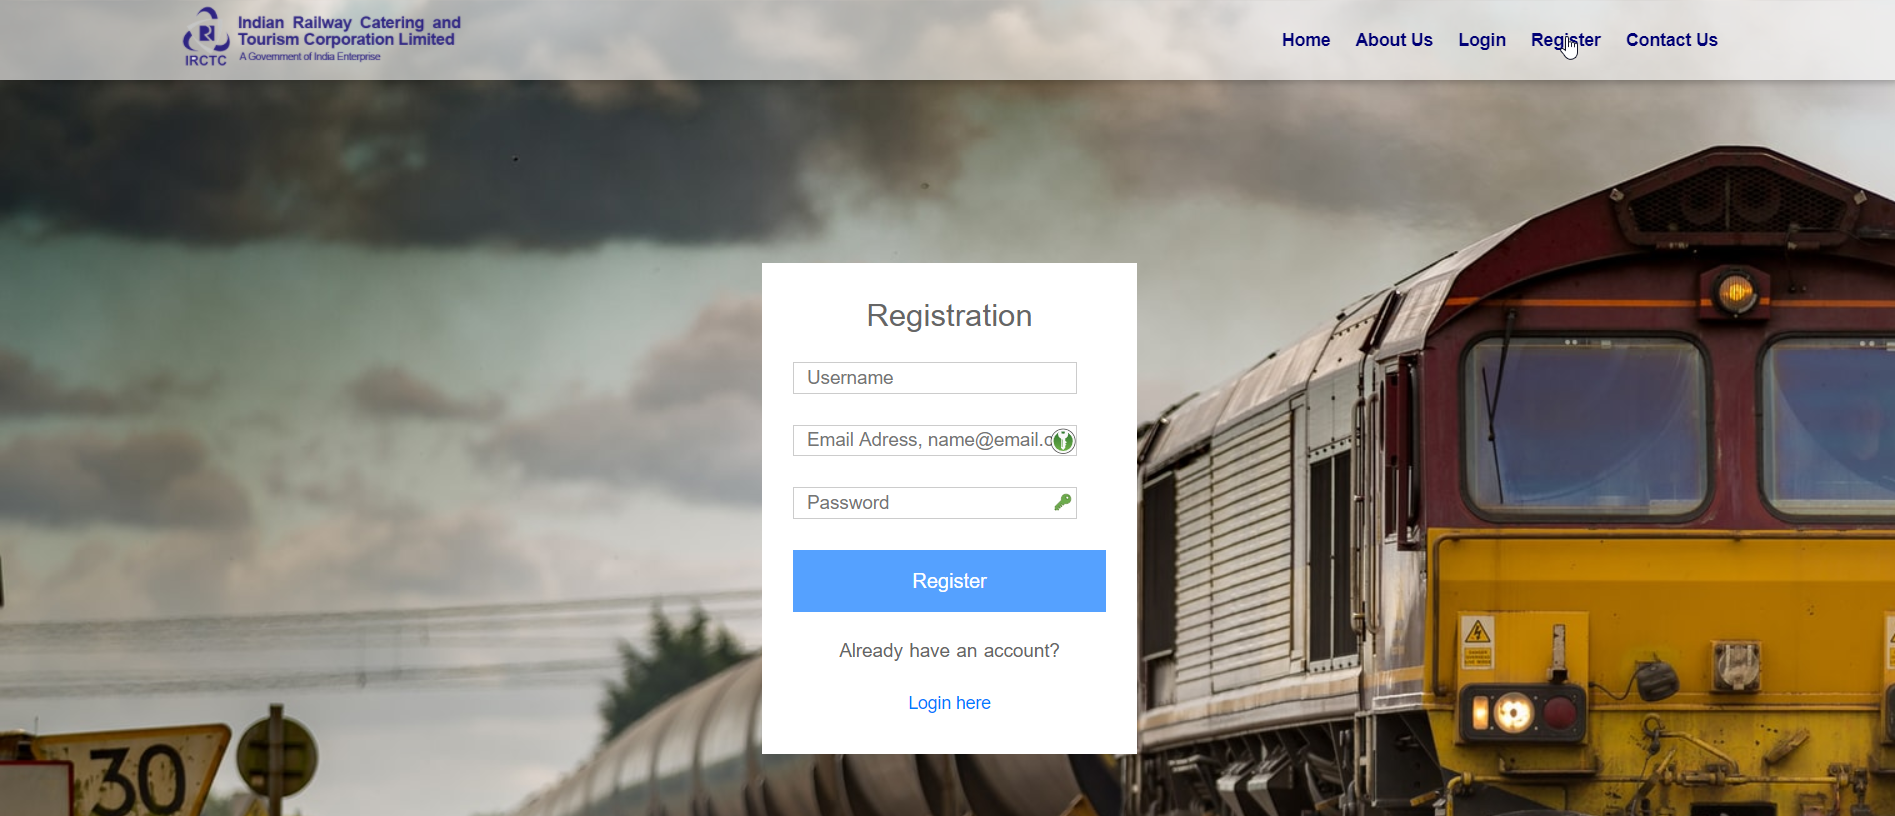 Indian Railway Catering and
Tourism Corporation Limited
A Government of India Enterprise
IRCTC
Home About Us Login Register Contact Us
Registration
Username
Email Adress, name@email.c
Password
Register
Already have an account?
Login here
30